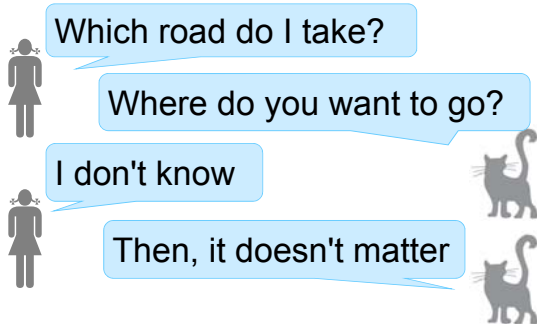 Which road do I take?
Where do you want to go?
I don't know
Then, it doesn't matter